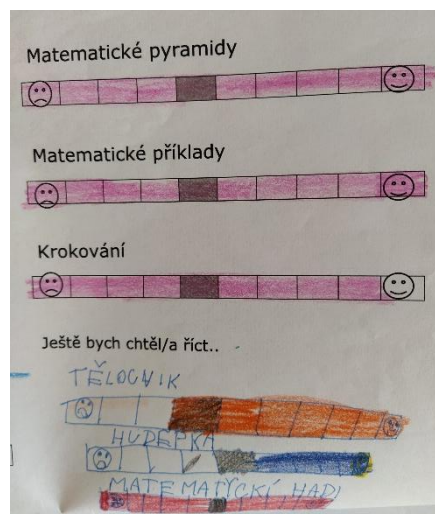 Matematické pyramidy
Matematické příklady
Krokování
Ještě bych chtěl/a říct..
TĚLOCVIK
HUDEPKA
MATEMATYCKÍ HADI